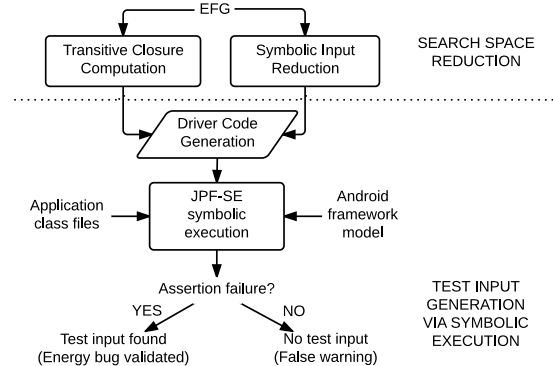 EFG
Transitive Closure
Computation
Symbolic Input
Reduction
SEARCH SPACE
REDUCTION
Driver Code
Generation
Application
class files
JPF-SE
symbolic
execution
Android
framework
model
Assertion failure?
YES
NO
Test input found
(Energy bug validated)
No test input
(False warning)
TEST INPUT
GENERATION
VIA SYMBOLIC
EXECUTION